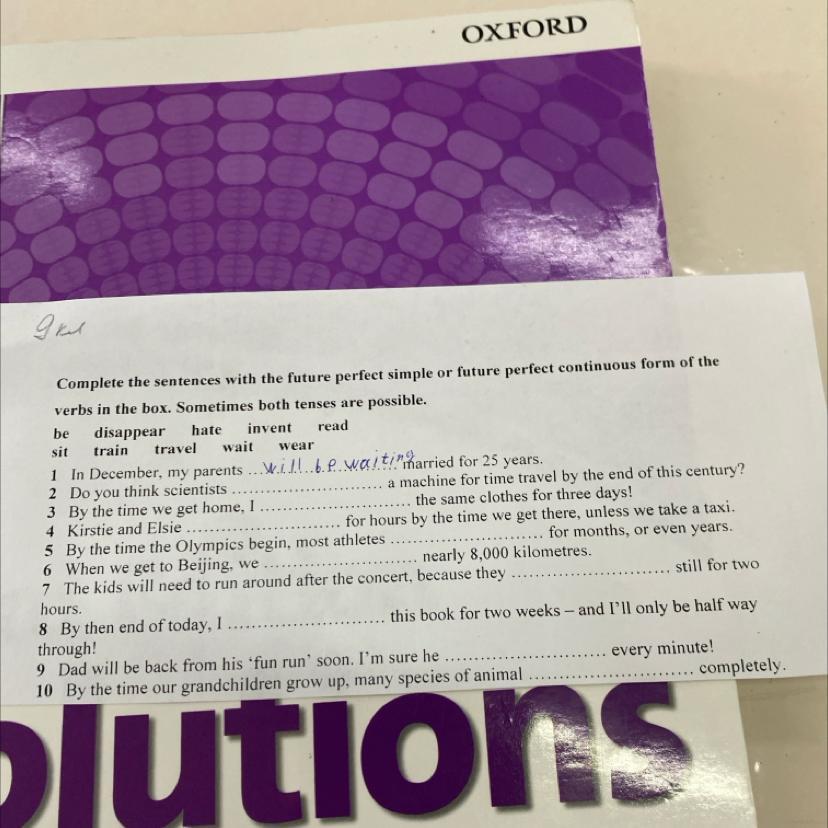 OXFORD
Complete the sentences with the future perfect simple or future perfect continuous form of the
verbs in the box. Sometimes both tenses are possible.
be disappear hate invent read
sit train travel wait wear
1 In December, my parents ...will be waiting married for 25 years.
2 Do you think scientists .............................. a machine for time travel by the end of this century?
3 By the time we get home, I .............................. the same clothes for three days!
4 Kirstie and Elsie .............................. for hours by the time we get there, unless we take a taxi.
5 By the time the Olympics begin, most athletes .............................. for months, or even years.
6 When we get to Beijing, we .............................. nearly 8,000 kilometres.
7 The kids will need to run around after the concert, because they .............................. still for two
hours.
8 By then end of today, I .............................. this book for two weeks – and I'll only be half way
through!
9 Dad will be back from his 'fun run' soon. I'm sure he .............................. every minute!
10 By the time our grandchildren grow up, many species of animal .............................. completely.
olutions